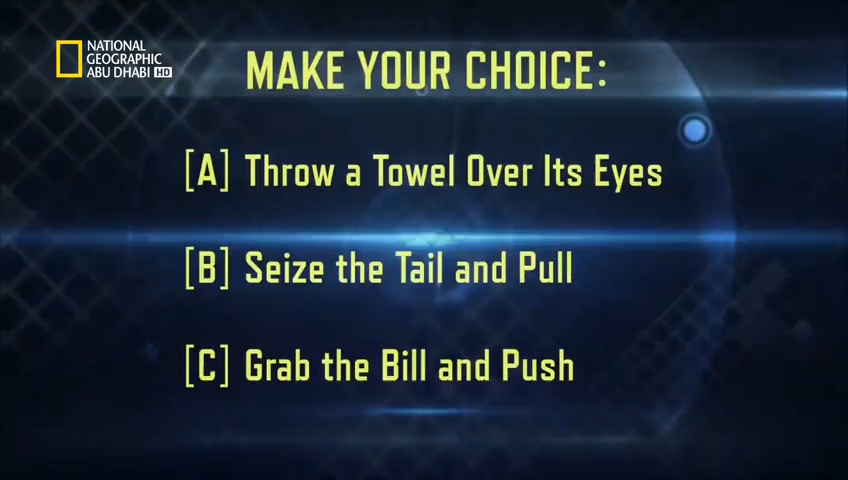 NATIONAL
GEOGRAPHIC
ABU DHABI HD
MAKE YOUR CHOICE:
[A] Throw a Towel Over Its Eyes
[B] Seize the Tail and Pull
[C] Grab the Bill and Push